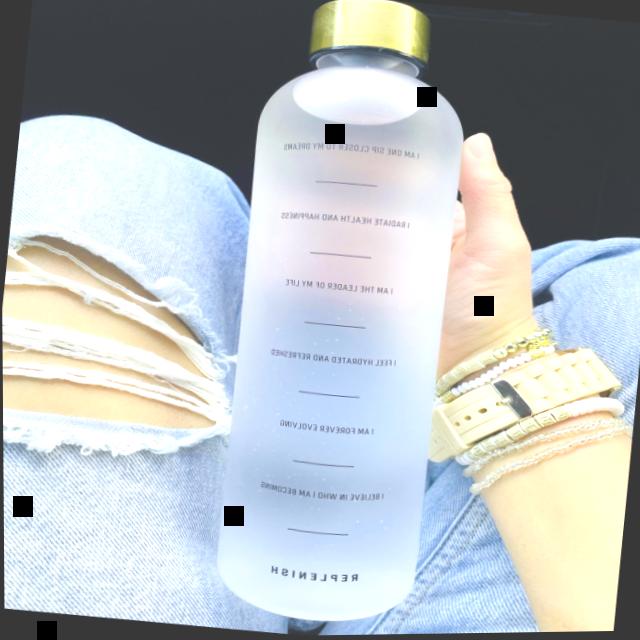 I AM ONE SIP CLOSER TO MY DREAMS
I RADIATE HEALTH AND HAPPINESS
I AM THE LEADER OF MY LIFE
I FEEL HYDRATED AND REFRESHED
I AM FOREVER EVOLVING
I BELIEVE IN WHO I AM BECOMING
REPLENISH